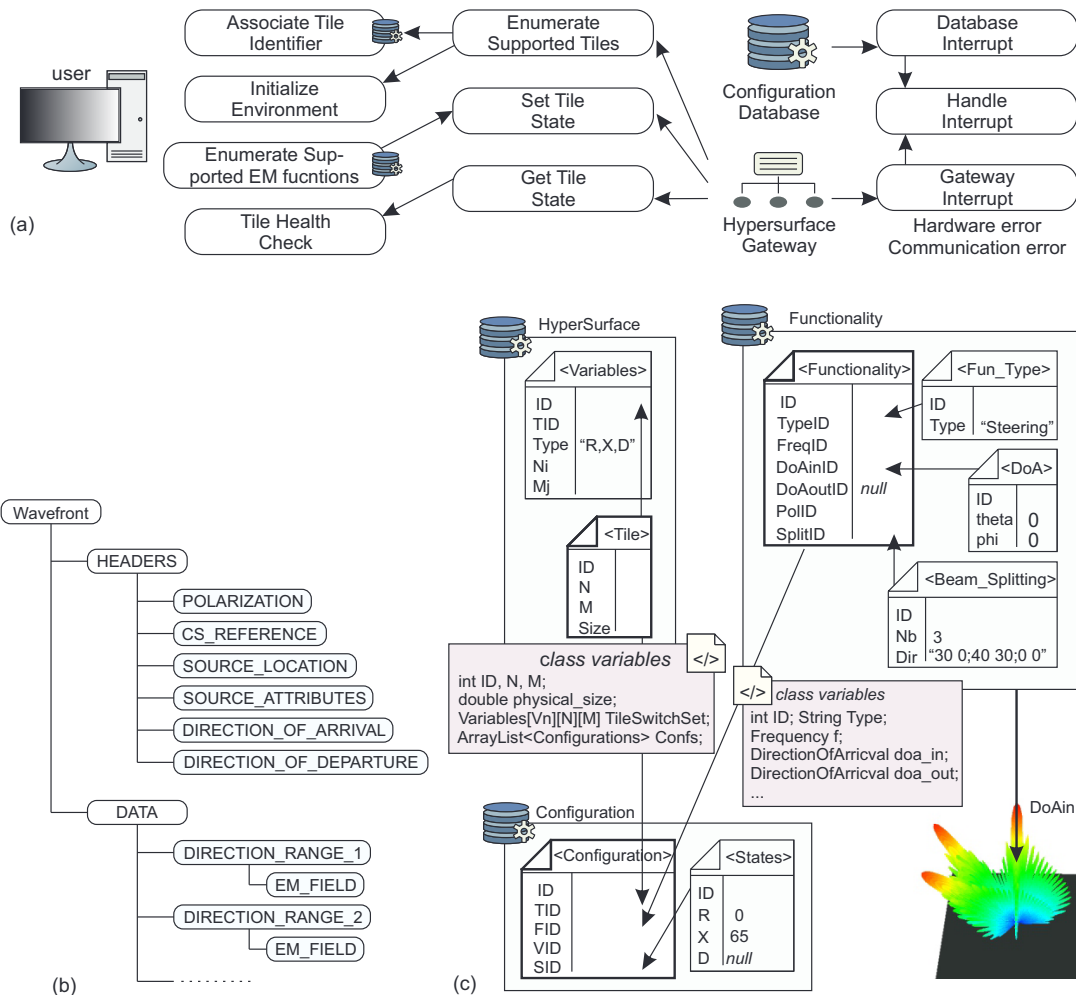 user
Associate Tile
Identifier
Enumerate
Supported Tiles
Initialize
Environment
Set Tile
State
Enumerate Sup-
ported EM fucntions
Get Tile
State
Tile Health
Check
Configuration
Database
Hypersurface
Gateway
Database
Interrupt
Handle
Interrupt
Gateway
Interrupt
Hardware error
Communication error
(a)
Wavefront
HEADERS
POLARIZATION
CS_REFERENCE
SOURCE_LOCATION
SOURCE_ATTRIBUTES
DIRECTION_OF_ARRIVAL
DIRECTION_OF_DEPARTURE
DATA
DIRECTION_RANGE_1
EM_FIELD
DIRECTION_RANGE_2
EM_FIELD
........
(b)
HyperSurface
<Variables>
ID
TID
Type "R,X,D"
Ni
Mj
<Tile>
ID
N
M
Size
</>
class variables
int ID, N, M;
double physical_size;
Variables[Vn][N][M] TileSwitchSet;
ArrayList<Configurations> Confs;
Functionality
<Functionality>
ID
TypeID
FreqID
DoAinID
DoAoutID null
PolID
SplitID
<Fun_Type>
ID
Type "Steering"
<DoA>
ID
theta 0
phi 0
<Beam_Splitting>
ID
Nb 3
Dir "30 0;40 30;0 0"
</>
class variables
int ID; String Type;
Frequency f;
DirectionOfArricval doa_in;
DirectionOfArricval doa_out;
...
Configuration
<Configuration>
ID
TID
FID
VID
SID
<States>
ID
R 0
X 65
D null
DoAin
(c)